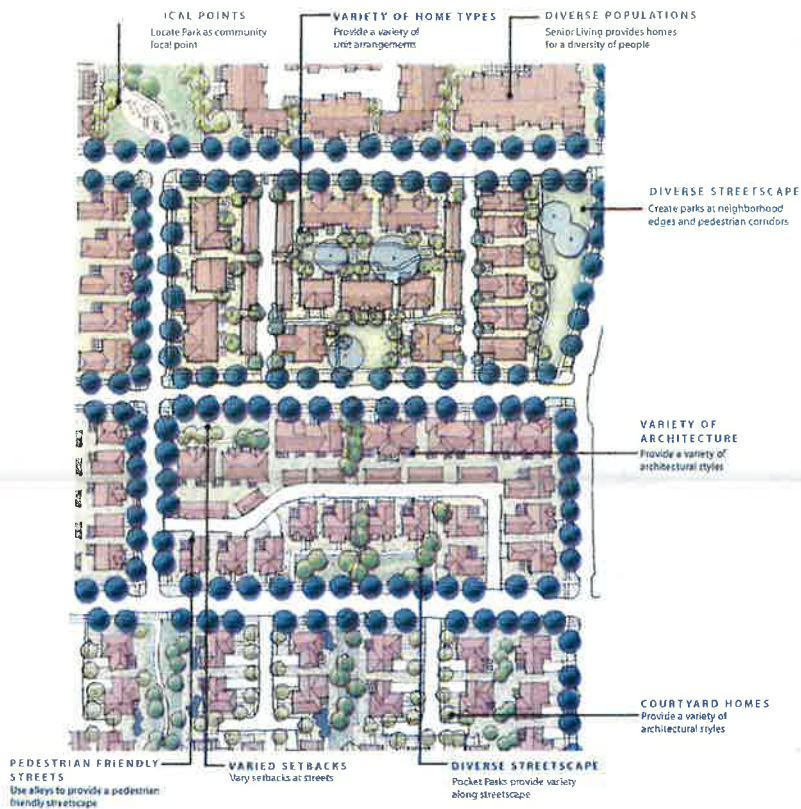 ICAL POINTS
Locate Park as community
focal point
VARIETY OF HOME TYPES
Provide a variety of
unit arrangements
DIVERSE POPULATIONS
Senior Living provides homes
for a diversity of people
DIVERSE STREETSCAPE
Create parks at neighborhood
edges and pedestrian corridors
VARIETY OF
ARCHITECTURE
Provide a variety of
architectural styles
COURTYARD HOMES
Provide a variety of
architectural styles
PEDESTRIAN FRIENDLY
STREETS
Use alleys to provide a pedestrian
friendly streetscape
VARIED SETBACKS
Vary setbacks at streets
DIVERSE STREETSCAPE
Pocket Parks provide variety
along streetscape